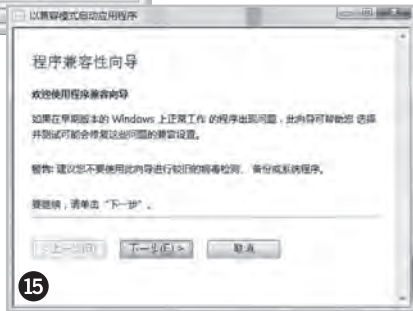 以兼容模式启动应用程序
程序兼容性向导
欢迎使用程序兼容向导
如果在早期版本的 Windows 上正常工作 的程序出现问题，此向导可帮助您 选择
并测试可能会修复这些问题的兼容设置。
警告: 建议您不要使用此向导进行较旧的病毒检测、 备份或系统程序。
要继续，请单击“下一步”。
<上一步(B) 下一步(F) > 取消
15